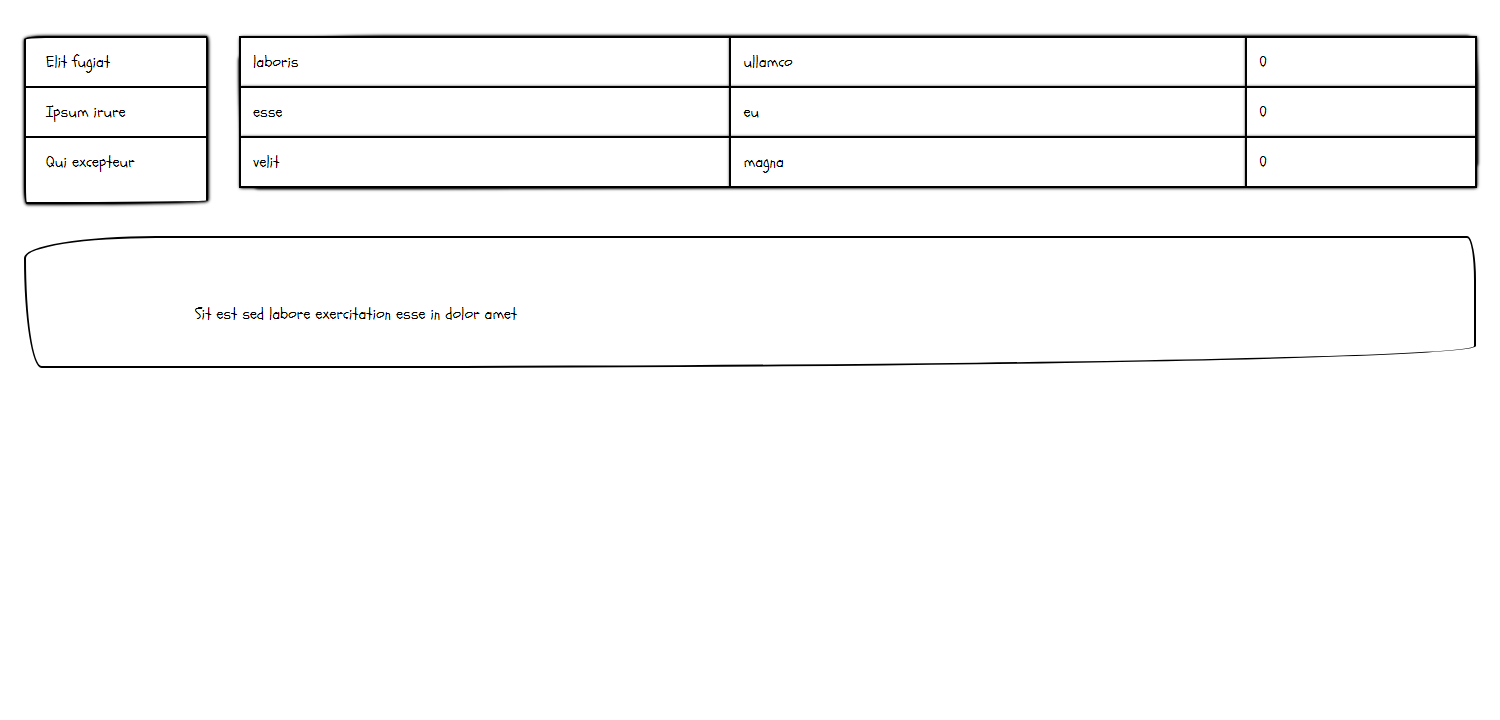 Elit fugiat
Ipsum irure
Qui excepteur
laboris ullamco 0
esse eu 0
velit magna 0
Sit est sed labore exercitation esse in dolor amet